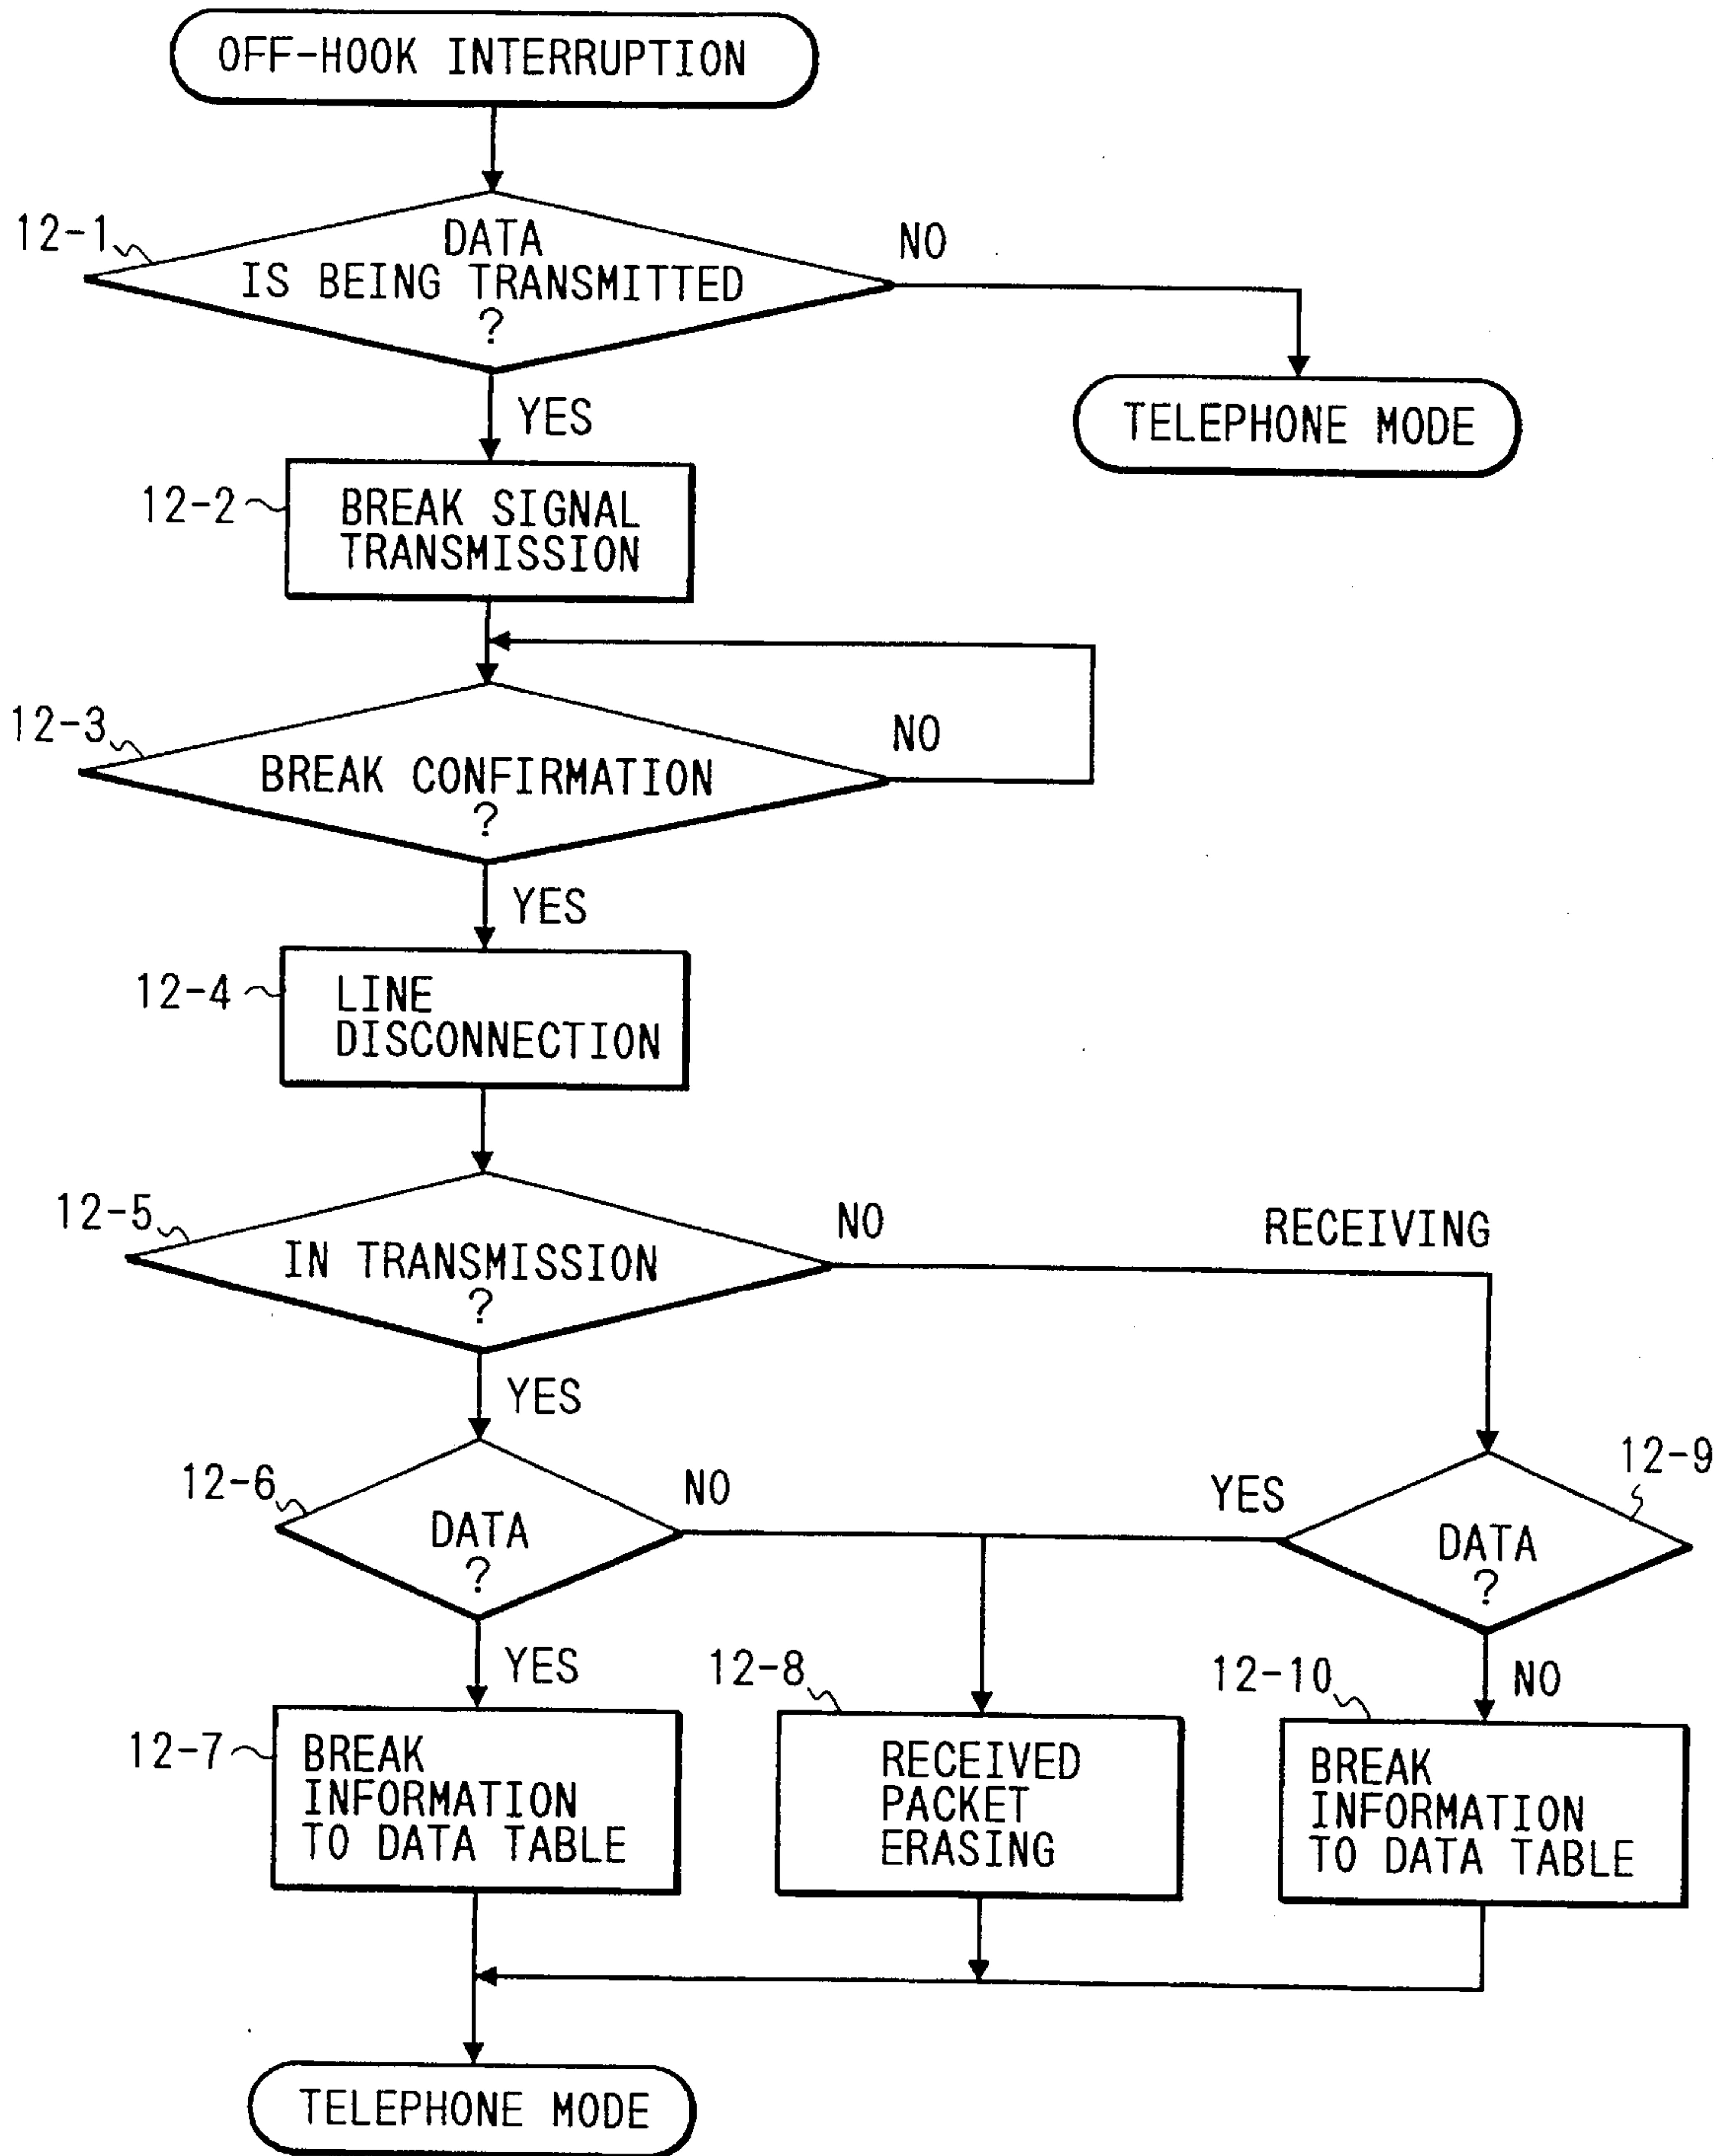 OFF-HOOK INTERRUPTION
12-1
DATA
IS BEING TRANSMITTED
?
NO
TELEPHONE MODE
YES
12-2
BREAK SIGNAL
TRANSMISSION
12-3
BREAK CONFIRMATION
?
NO
YES
12-4
LINE
DISCONNECTION
12-5
IN TRANSMISSION
?
NO
RECEIVING
YES
12-6
DATA
?
NO
YES
12-9
DATA
?
YES
12-7
BREAK
INFORMATION
TO DATA TABLE
12-8
RECEIVED
PACKET
ERASING
NO
12-10
BREAK
INFORMATION
TO DATA TABLE
TELEPHONE MODE